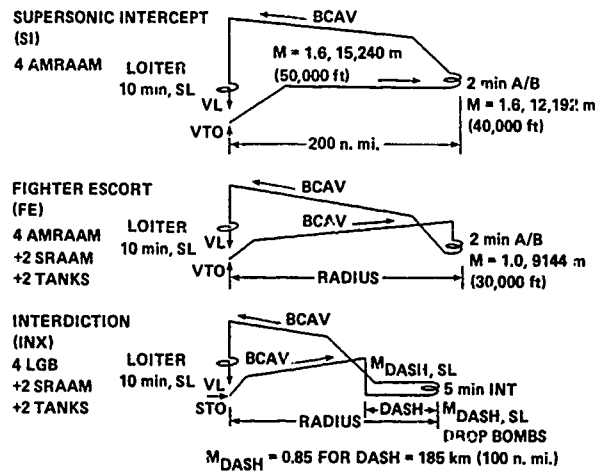 SUPERSONIC INTERCEPT
(SI)
4 AMRAAM
BCAV
LOITER
10 min, SL
VL
VTO
M = 1.6, 15,240 m
(50,000 ft)
2 min A/B
M = 1.6, 12,192 m
(40,000 ft)
200 n. mi.
FIGHTER ESCORT
(FE)
4 AMRAAM
+2 SRAAM
+2 TANKS
BCAV
BCAV
LOITER
10 min, SL
VL
VTO
2 min A/B
M = 1.0, 9144 m
(30,000 ft)
RADIUS
INTERDICTION
(INX)
4 LGB
+2 SRAAM
+2 TANKS
BCAV
BCAV
LOITER
10 min, SL
VL
STO
MDASH, SL
5 min INT
DASH
MDASH, SL
DROP BOMBS
RADIUS
MDASH = 0.85 FOR DASH = 185 km (100 n. mi.)